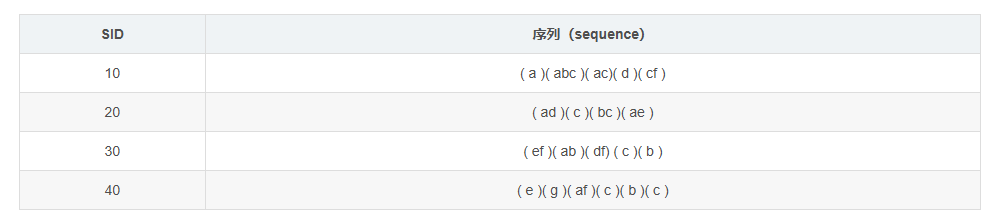 SID 序列（sequence）
10 ( a )( abc )( ac)( d )( cf )
20 ( ad )( c )( bc )( ae )
30 ( ef )( ab )( df) ( c )( b )
40 ( e )( g )( af )( c )( b )( c )